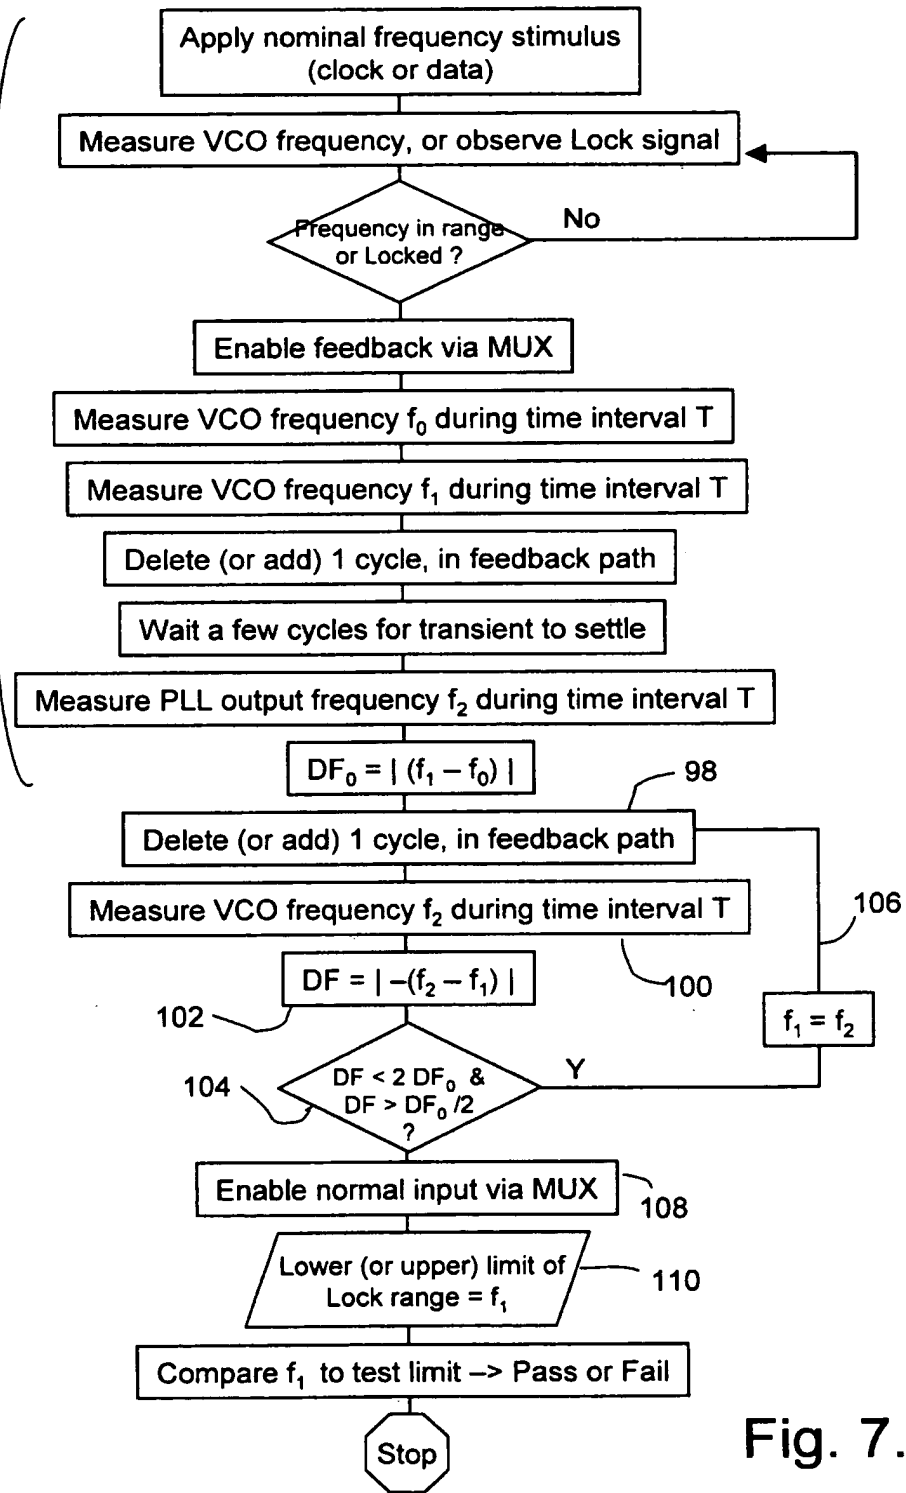 Apply nominal frequency stimulus
(clock or data)
Measure VCO frequency, or observe Lock signal
Frequency in range
or Locked ?
No
Enable feedback via MUX
Measure VCO frequency f₀ during time interval T
Measure VCO frequency f₁ during time interval T
Delete (or add) 1 cycle, in feedback path
Wait a few cycles for transient to settle
Measure PLL output frequency f₂ during time interval T
DF₀ = | (f₁ – f₀) |
98
Delete (or add) 1 cycle, in feedback path
Measure VCO frequency f₂ during time interval T
106
100
DF = | –(f₂ – f₁) |
102
f₁ = f₂
104
DF < 2 DF₀ &
DF > DF₀ /2
?
Y
Enable normal input via MUX
108
Lower (or upper) limit of
Lock range = f₁
110
Compare f₁ to test limit –> Pass or Fail
Stop
Fig. 7.